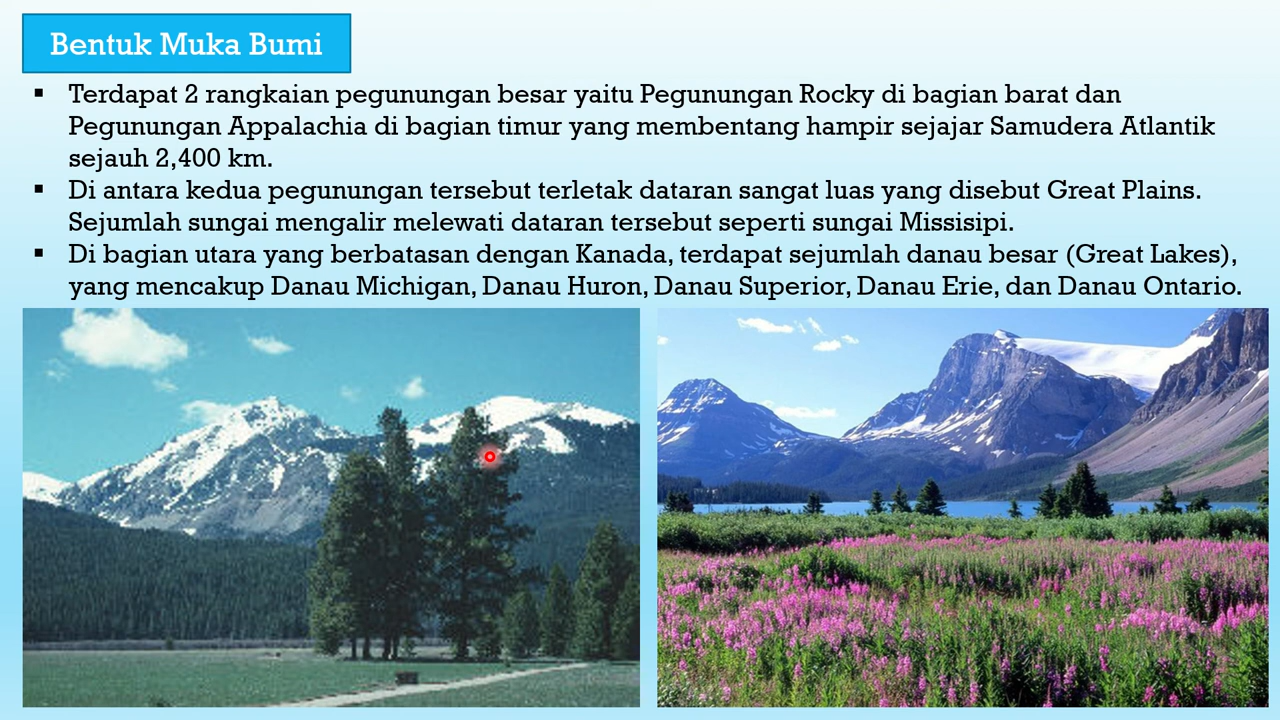 Bentuk Muka Bumi
▪ Terdapat 2 rangkaian pegunungan besar yaitu Pegunungan Rocky di bagian barat dan
Pegunungan Appalachia di bagian timur yang membentang hampir sejajar Samudera Atlantik
sejauh 2,400 km.
▪ Di antara kedua pegunungan tersebut terletak dataran sangat luas yang disebut Great Plains.
Sejumlah sungai mengalir melewati dataran tersebut seperti sungai Missisipi.
▪ Di bagian utara yang berbatasan dengan Kanada, terdapat sejumlah danau besar (Great Lakes),
yang mencakup Danau Michigan, Danau Huron, Danau Superior, Danau Erie, dan Danau Ontario.